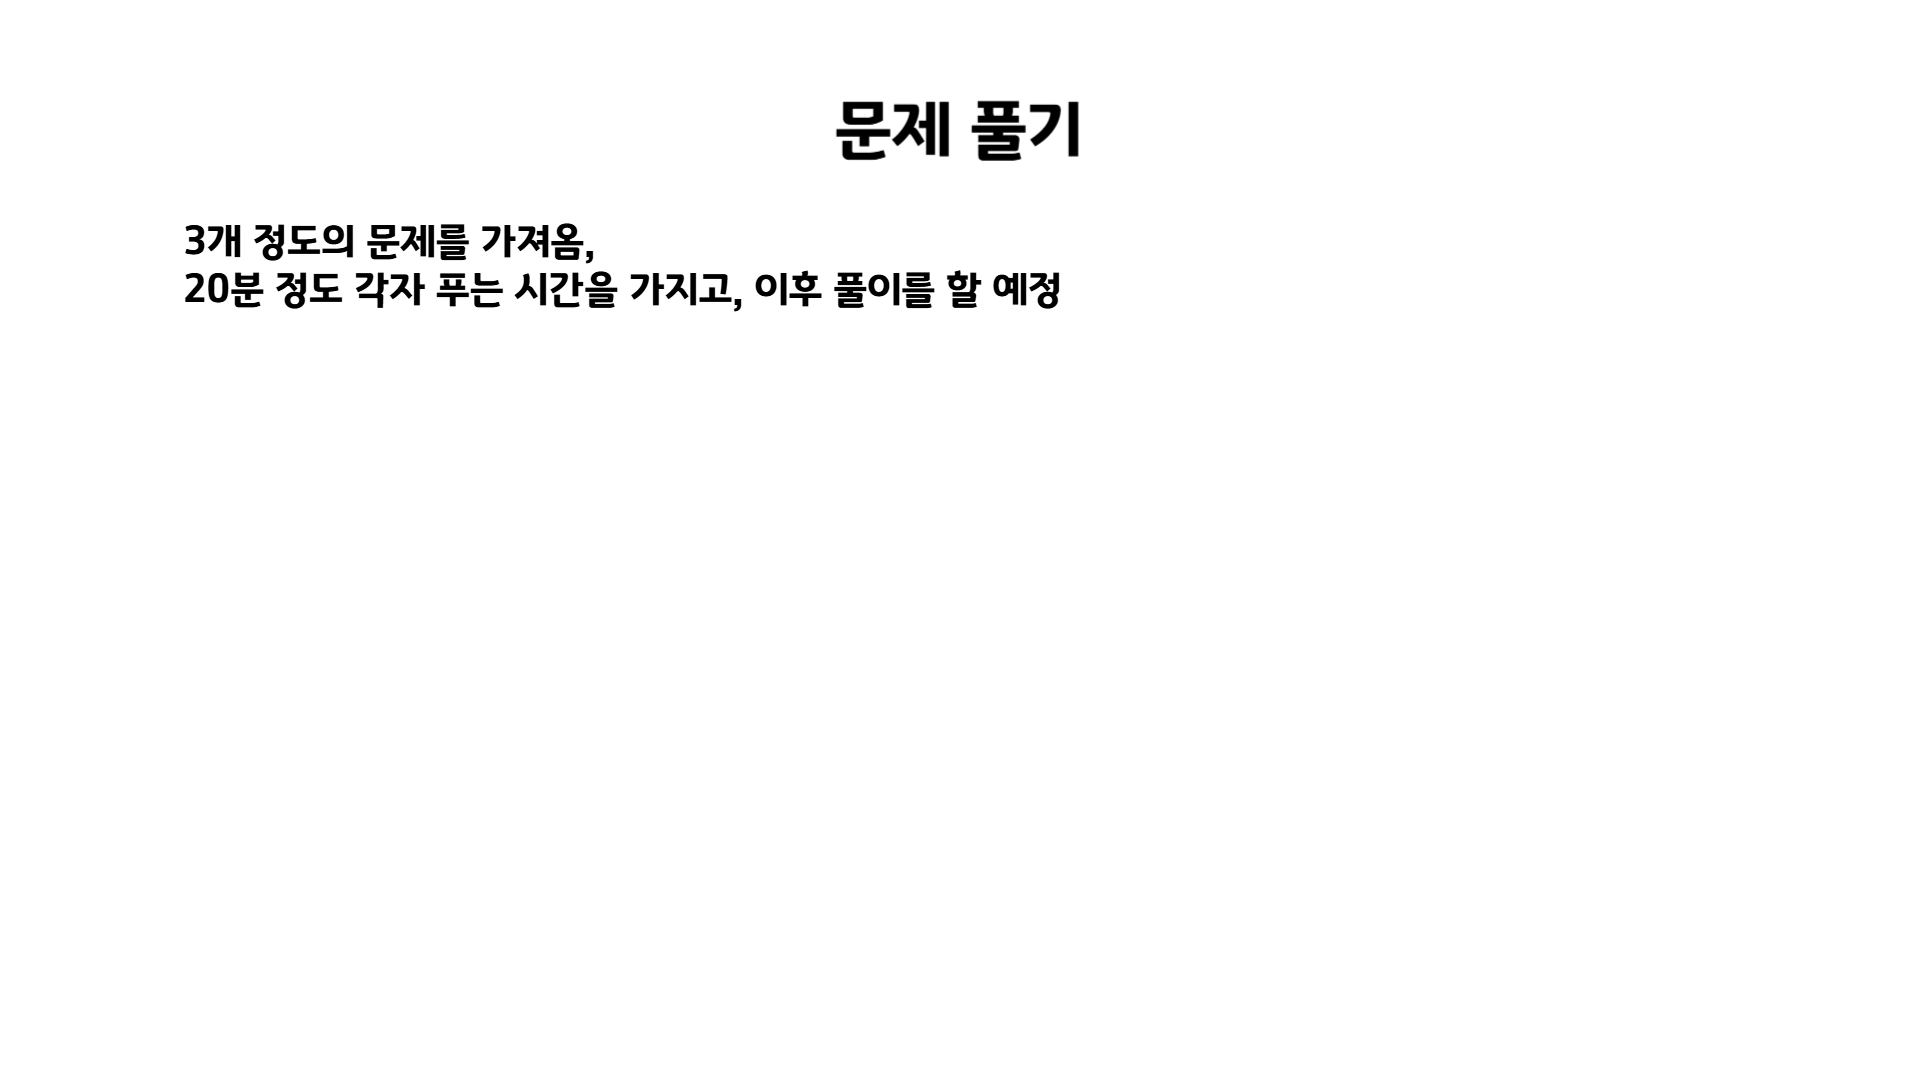 문제 풀기
3개 정도의 문제를 가져옴,
20분 정도 각자 푸는 시간을 가지고, 이후 풀이를 할 예정